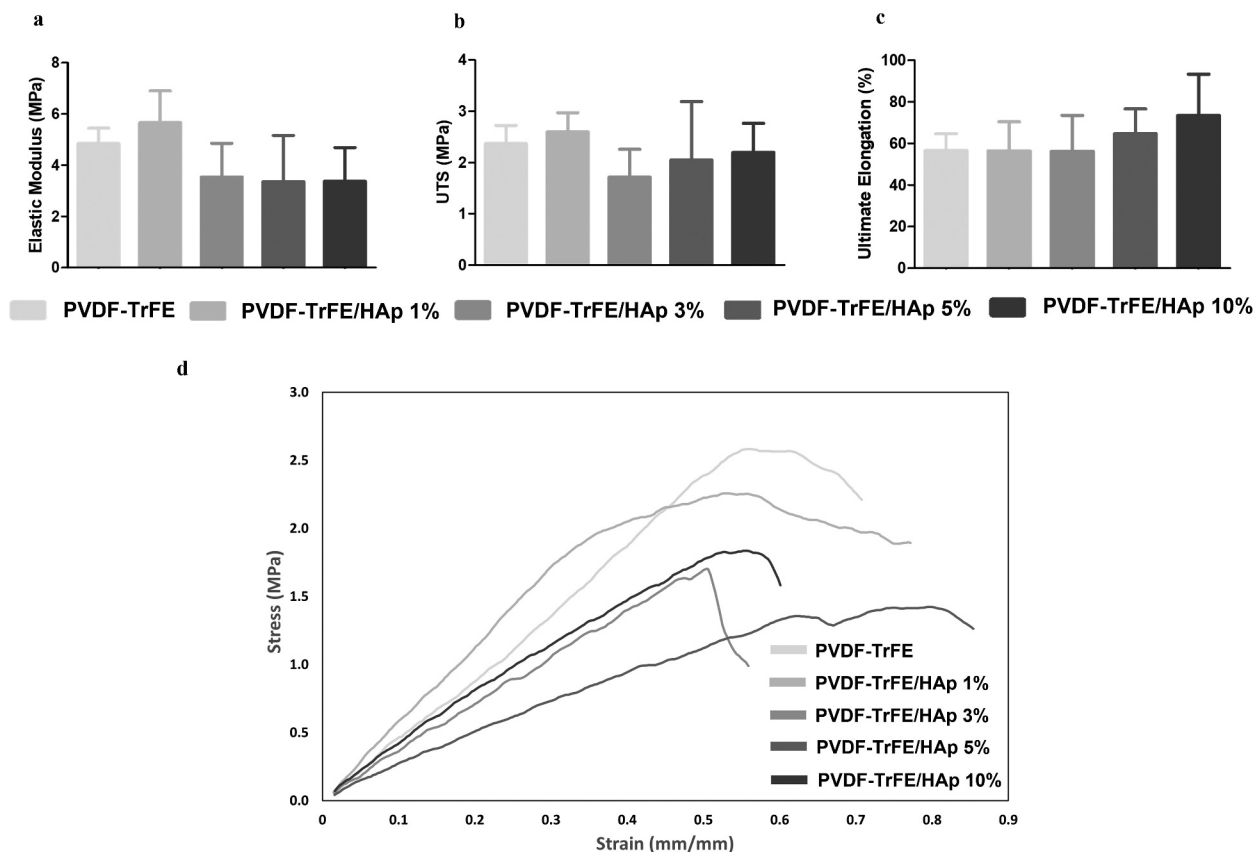 a
Elastic Modulus (MPa)
8
6
4
2
0
b
UTS (MPa)
4
3
2
1
0
c
Ultimate Elongation (%)
100
80
60
40
20
0
PVDF-TrFE
PVDF-TrFE/HAp 1%
PVDF-TrFE/HAp 3%
PVDF-TrFE/HAp 5%
PVDF-TrFE/HAp 10%
d
Stress (MPa)
3.0
2.5
2.0
1.5
1.0
0.5
0.0
PVDF-TrFE
PVDF-TrFE/HAp 1%
PVDF-TrFE/HAp 3%
PVDF-TrFE/HAp 5%
PVDF-TrFE/HAp 10%
0 0.1 0.2 0.3 0.4 0.5 0.6 0.7 0.8 0.9
Strain (mm/mm)